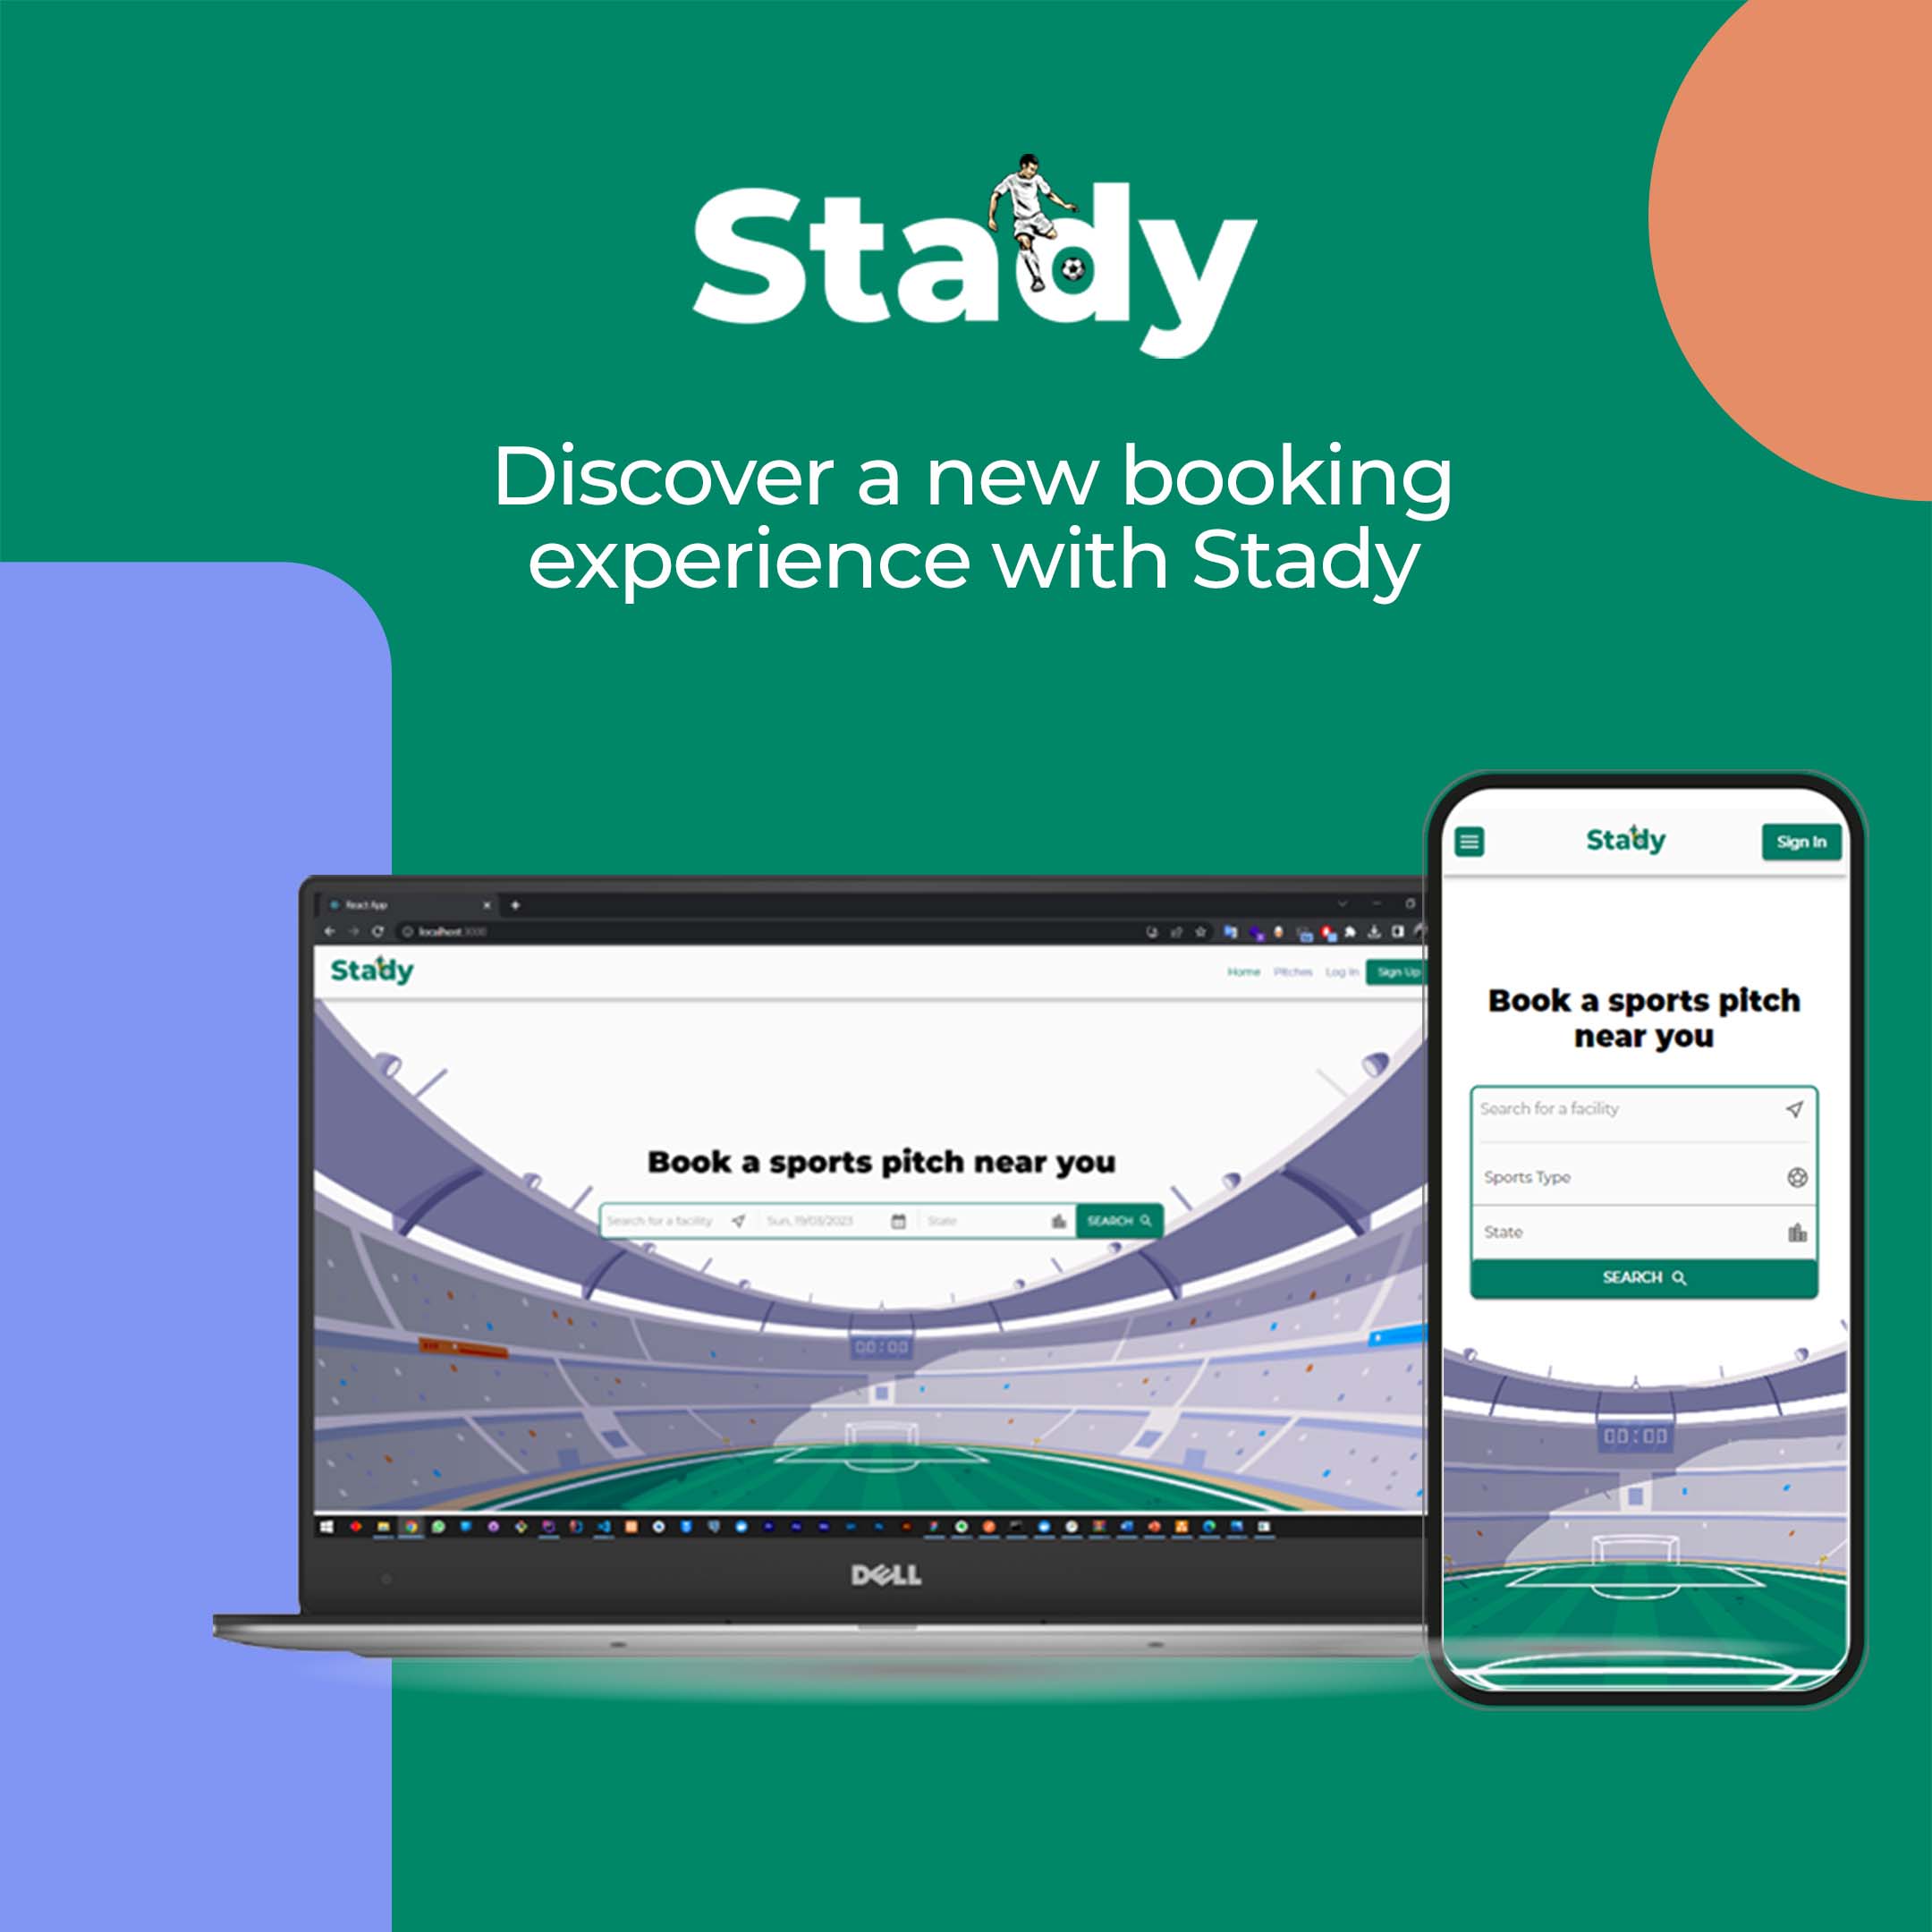 Stady
Discover a new booking
experience with Stady
React App
localhost:3000
Stady
Home Pitches Log In Sign Up
Book a sports pitch near you
Search for a facility Sun, 19/03/2023 State SEARCH
00:00
DELL
Stady
Sign In
Book a sports pitch
near you
Search for a facility
Sports Type
State
SEARCH
00:00